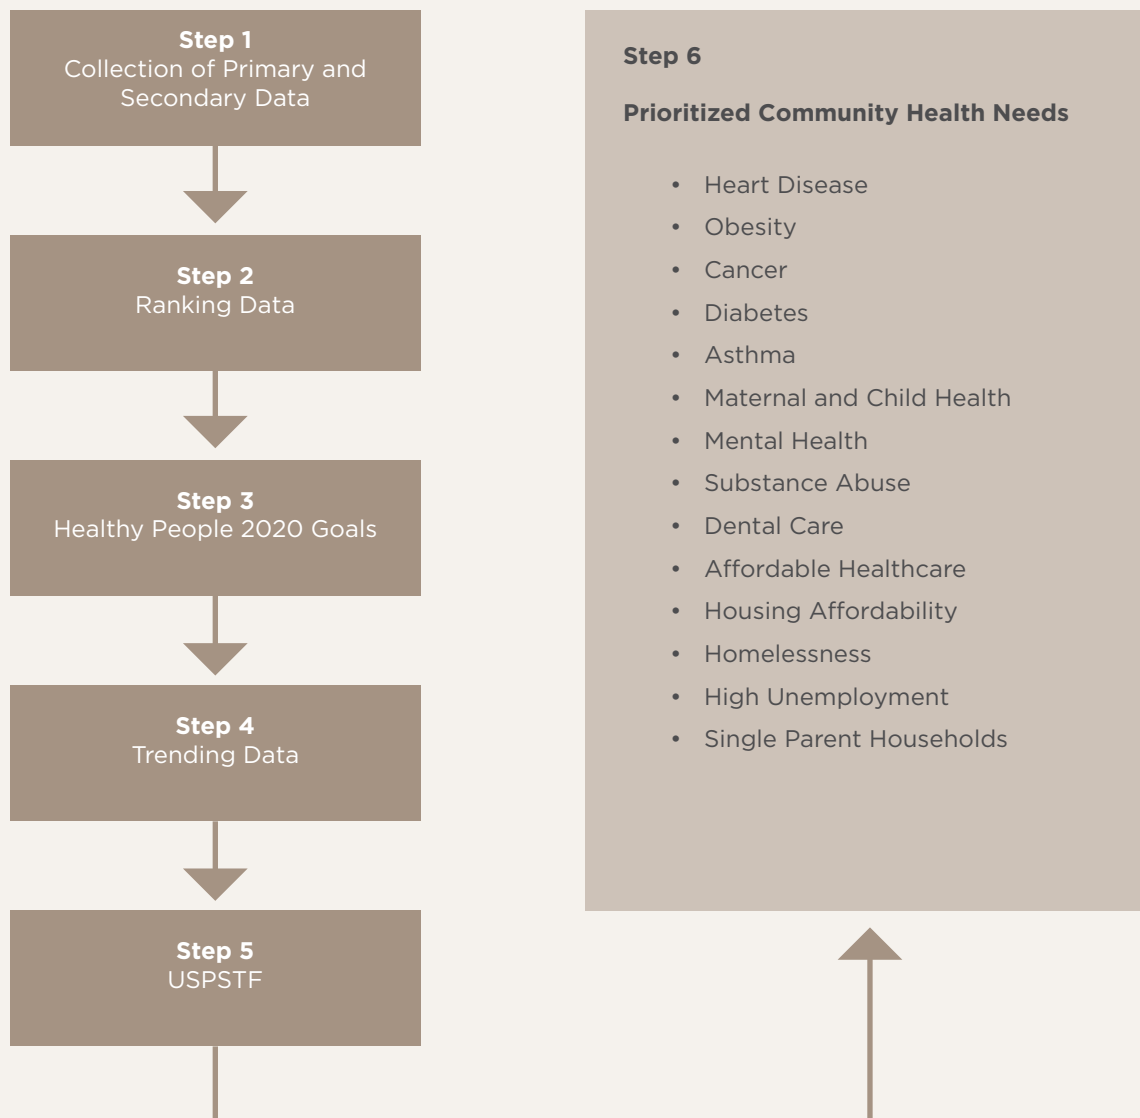 Step 1
Collection of Primary and
Secondary Data
Step 2
Ranking Data
Step 3
Healthy People 2020 Goals
Step 4
Trending Data
Step 5
USPSTF
Step 6
Prioritized Community Health Needs
• Heart Disease
• Obesity
• Cancer
• Diabetes
• Asthma
• Maternal and Child Health
• Mental Health
• Substance Abuse
• Dental Care
• Affordable Healthcare
• Housing Affordability
• Homelessness
• High Unemployment
• Single Parent Households